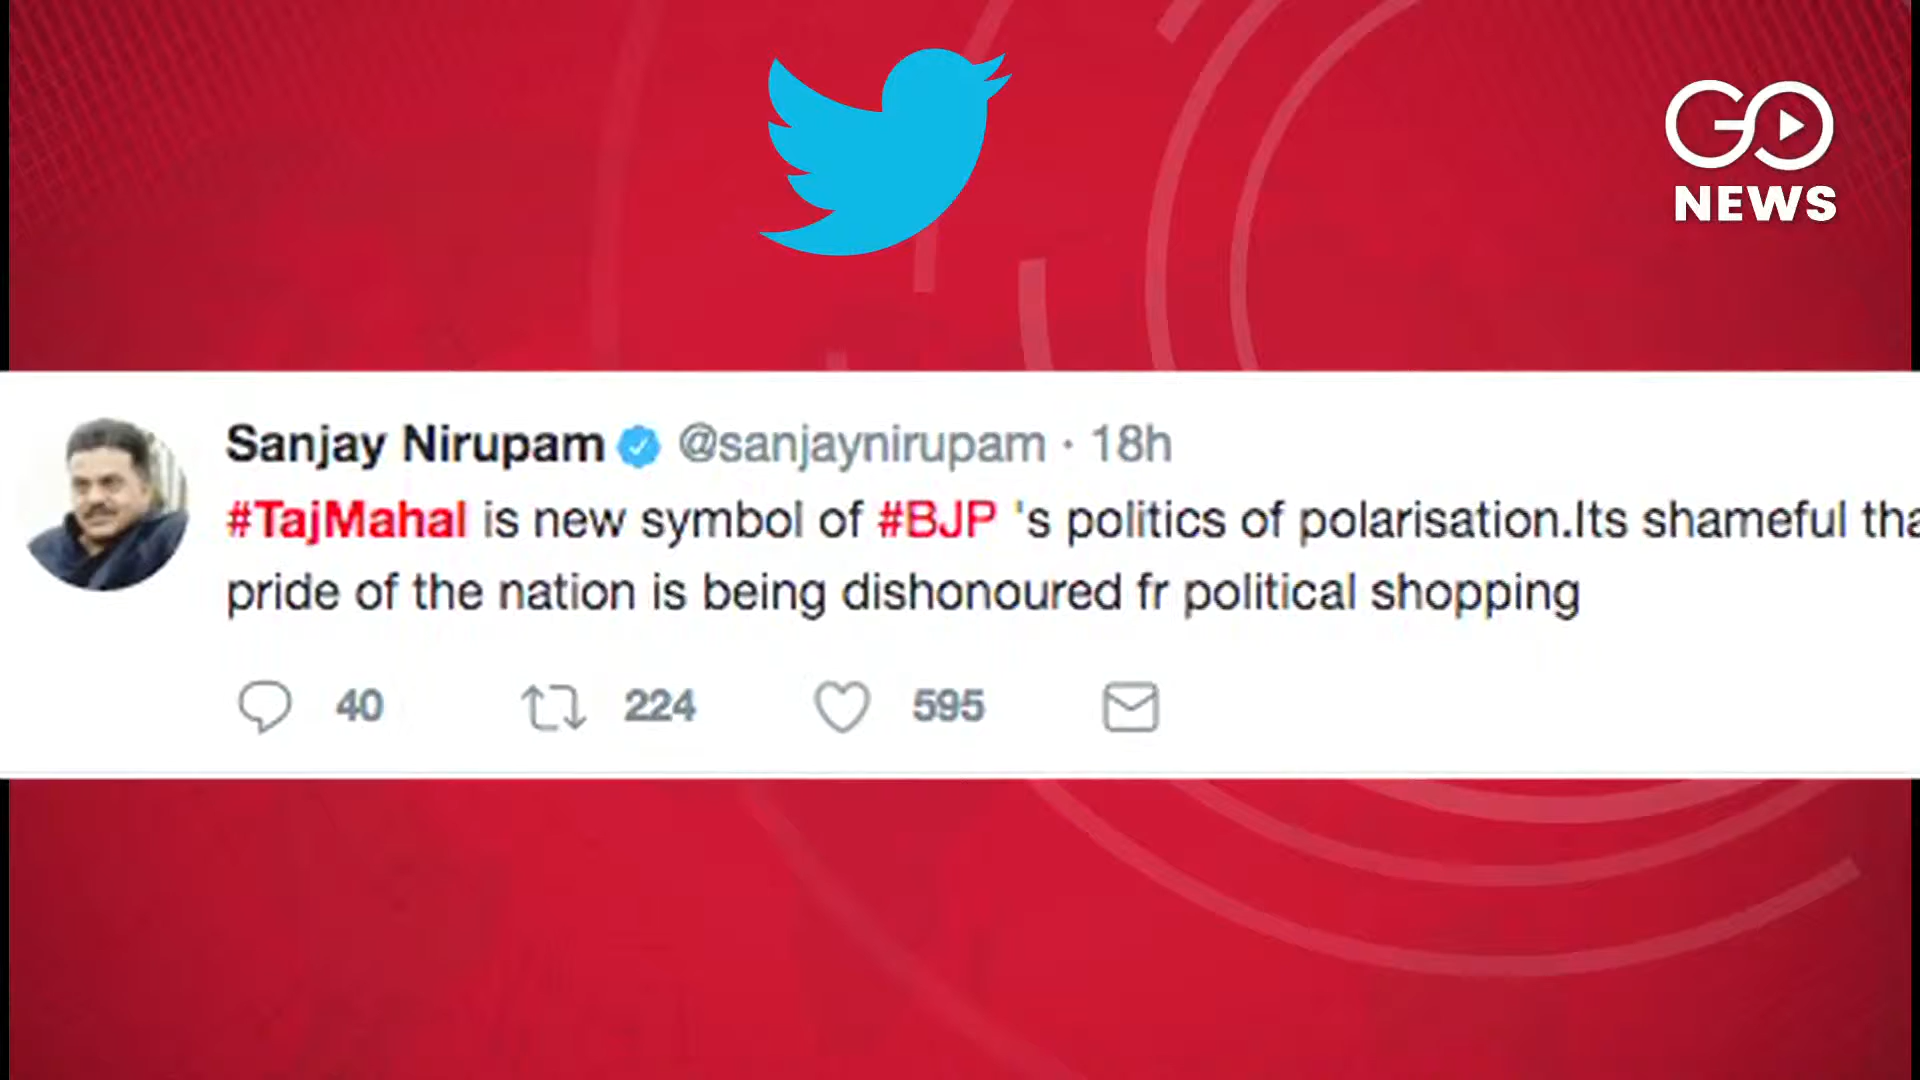 GO
NEWS
Sanjay Nirupam @sanjaynirupam · 18h
#TajMahal is new symbol of #BJP 's politics of polarisation.Its shameful
pride of the nation is being dishonoured fr political shopping
40 224 595